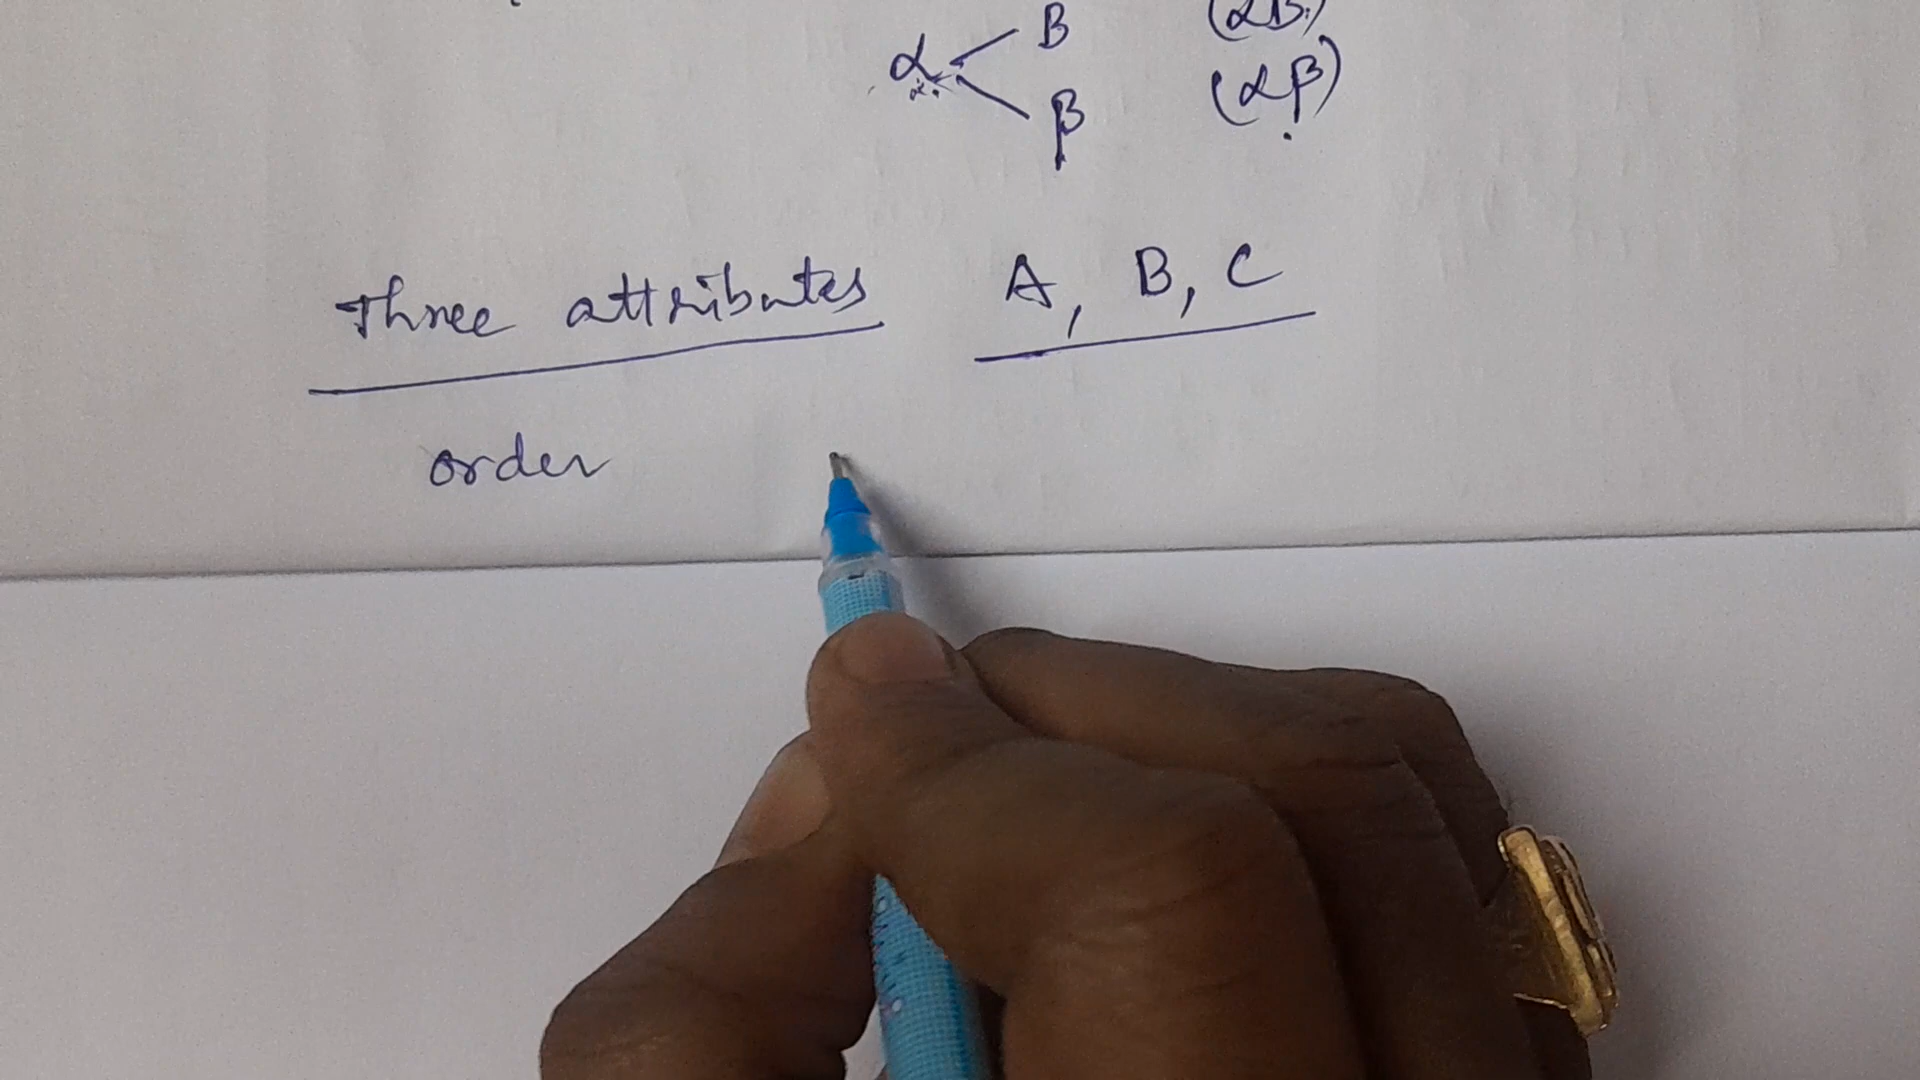 B (αB)
α
β (αβ)
Three attributes A, B, C
order